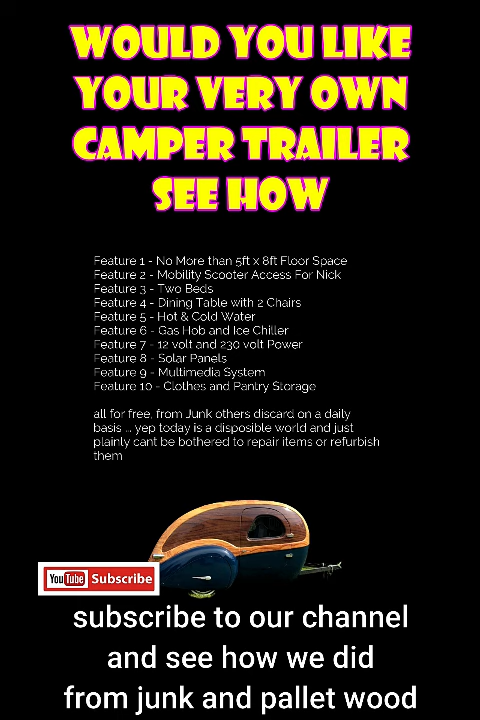 WOULD YOU LIKE
YOUR VERY OWN
CAMPER TRAILER
SEE HOW
Feature 1 - No More than 5ft x 8ft Floor Space
Feature 2 - Mobility Scooter Access For Nick
Feature 3 - Two Beds
Feature 4 - Dining Table with 2 Chairs
Feature 5 - Hot & Cold Water
Feature 6 - Gas Hob and Ice Chiller
Feature 7 - 12 volt and 230 volt Power
Feature 8 - Solar Panels
Feature 9 - Multimedia System
Feature 10 - Clothes and Pantry Storage
all for free, from Junk others discard on a daily
basis ... yep today is a disposible world and just
plainly cant be bothered to repair items or refurbish
them
YouTube Subscribe
subscribe to our channel
and see how we did
from junk and pallet wood